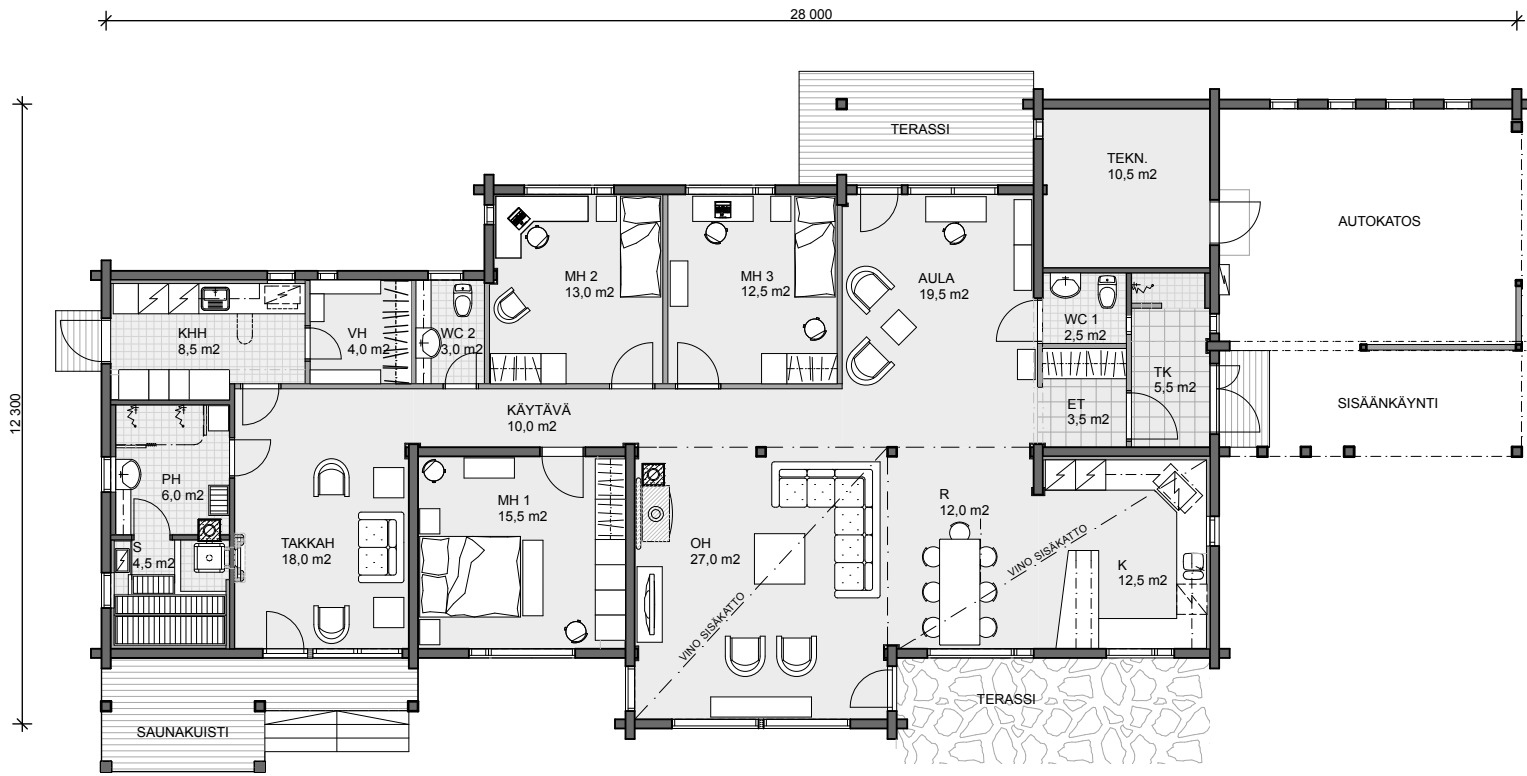 28 000
12 300
TERASSI
TEKN.
10,5 m2
AUTOKATOS
MH 2
13,0 m2
MH 3
12,5 m2
AULA
19,5 m2
KHH
8,5 m2
VH
4,0 m2
WC 2
3,0 m2
WC 1
2,5 m2
TK
5,5 m2
ET
3,5 m2
SISÄÄNKÄYNTI
KÄYTÄVÄ
10,0 m2
PH
6,0 m2
MH 1
15,5 m2
R
12,0 m2
S
4,5 m2
TAKKAH
18,0 m2
OH
27,0 m2
VINO SISÄKATTO
VINO SISÄKATTO
K
12,5 m2
SAUNAKUISTI
TERASSI